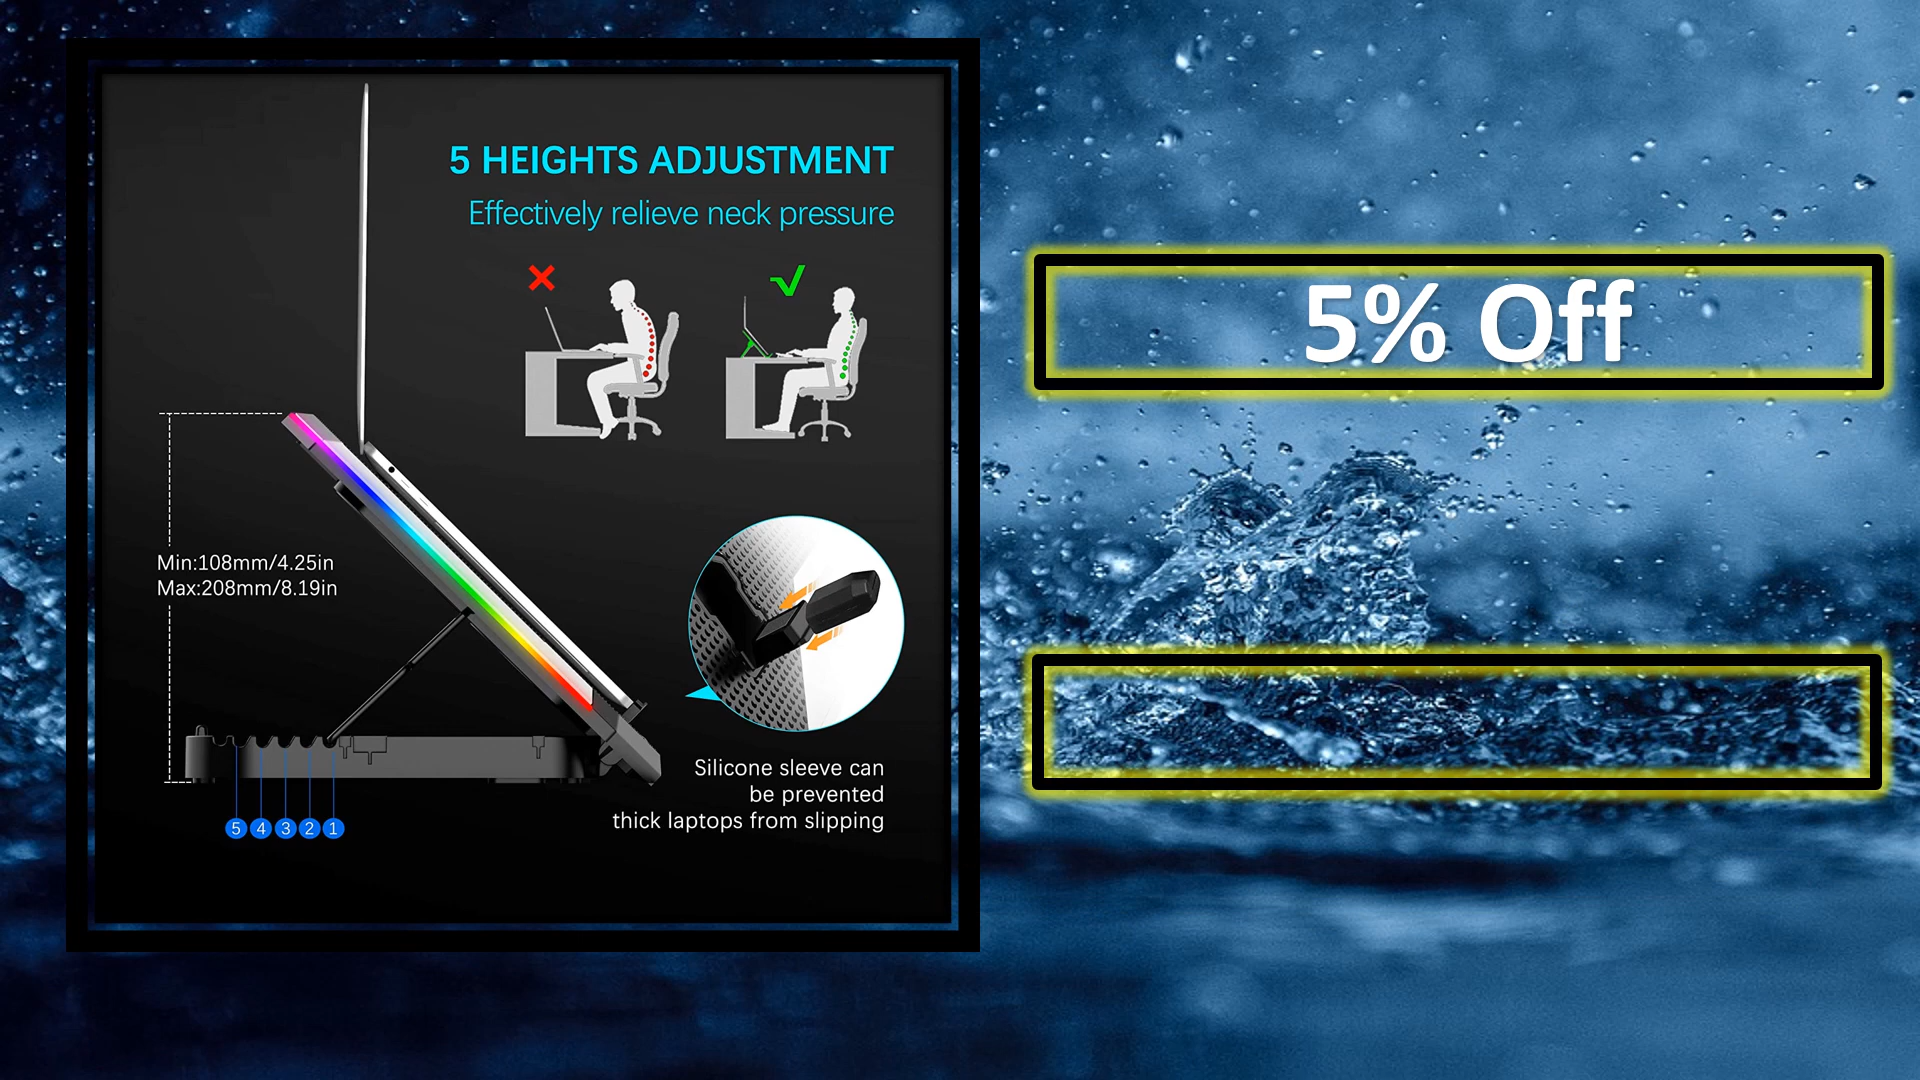 5 HEIGHTS ADJUSTMENT
Effectively relieve neck pressure
Min:108mm/4.25in
Max:208mm/8.19in
Silicone sleeve can
be prevented
thick laptops from slipping
5 4 3 2 1
5% Off